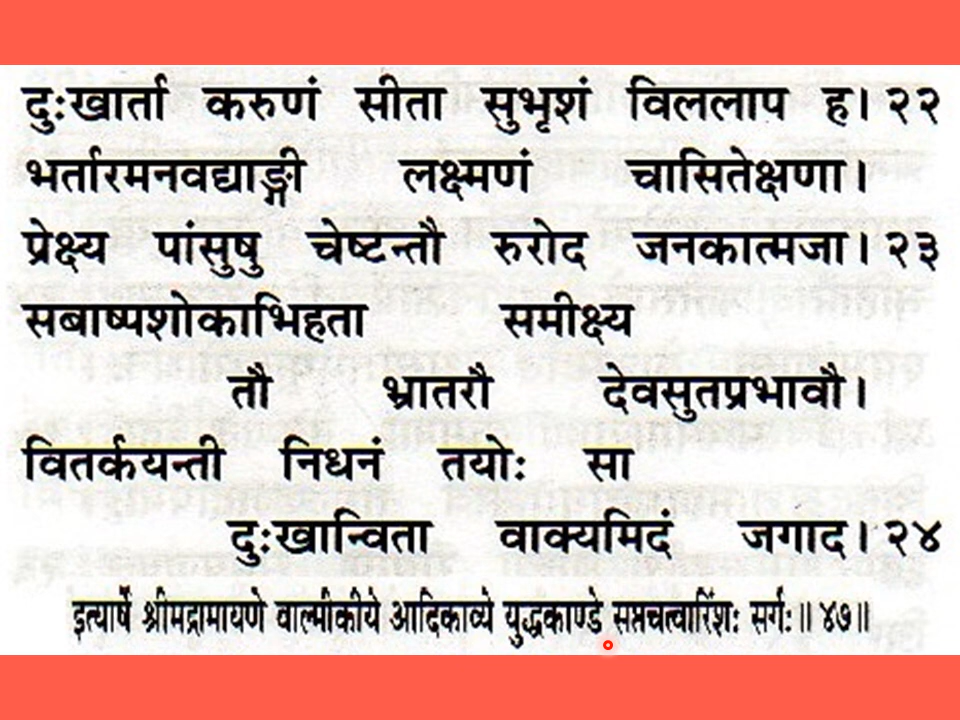 दुःखार्ता करुणं सीता सुभृशं विललाप ह। २२
भर्तारमनवद्याङ्गी लक्ष्मणं चासितेक्षणा।
प्रेक्ष्य पांसुषु चेष्टन्तौ रुरोद जनकात्मजा। २३
सबाष्पशोकाभिहता समीक्ष्य
तौ भ्रातरौ देवसुतप्रभावौ।
वितर्कयन्ती निधनं तयोः सा
दुःखान्विता वाक्यमिदं जगाद। २४
इत्यार्षे श्रीमद्रामायणे वाल्मीकीये आदिकाव्ये युद्धकाण्डे सप्तचत्वारिंशः सर्गः॥ ४७॥